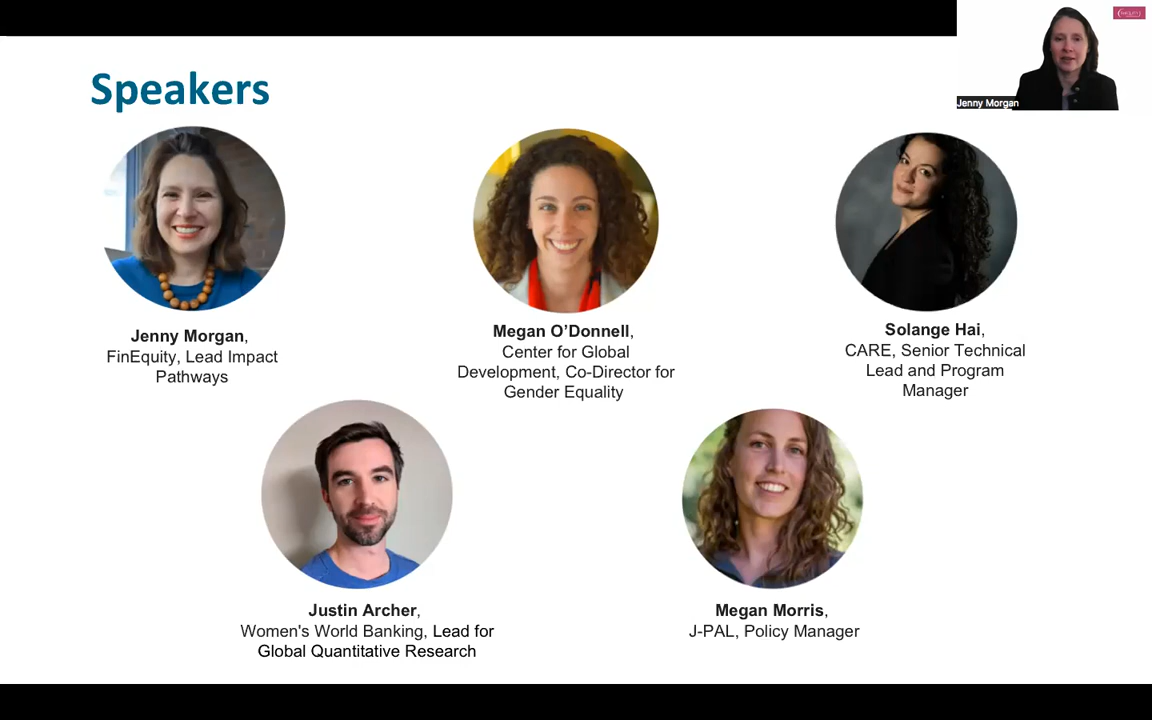 Speakers
Jenny Morgan
Jenny Morgan,
FinEquity, Lead Impact
Pathways
Megan O’Donnell,
Center for Global
Development, Co-Director for
Gender Equality
Solange Hai,
CARE, Senior Technical
Lead and Program
Manager
Justin Archer,
Women's World Banking, Lead for
Global Quantitative Research
Megan Morris,
J-PAL, Policy Manager